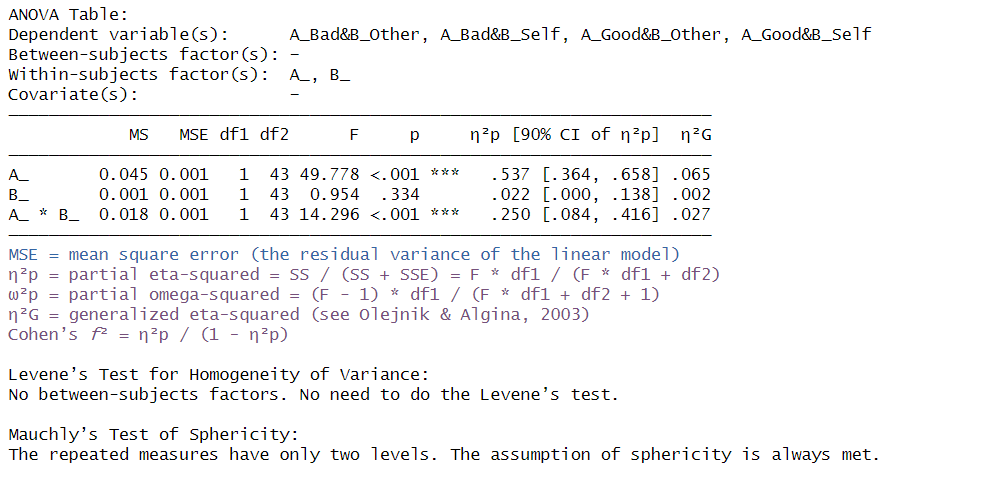 ANOVA Table:
Dependent variable(s):      A_Bad&B_Other, A_Bad&B_Self, A_Good&B_Other, A_Good&B_Self
Between-subjects factor(s): –
Within-subjects factor(s):  A_, B_
Covariate(s):               –
            MS   MSE df1 df2      F     p     η²p [90% CI of η²p]  η²G
A_       0.045 0.001   1  43 49.778 <.001 ***   .537 [.364, .658] .065
B_       0.001 0.001   1  43  0.954  .334       .022 [.000, .138] .002
A_ * B_  0.018 0.001   1  43 14.296 <.001 ***   .250 [.084, .416] .027
MSE = mean square error (the residual variance of the linear model)
η²p = partial eta-squared = SS / (SS + SSE) = F * df1 / (F * df1 + df2)
ω²p = partial omega-squared = (F - 1) * df1 / (F * df1 + df2 + 1)
η²G = generalized eta-squared (see Olejnik & Algina, 2003)
Cohen’s f² = η²p / (1 - η²p)
Levene’s Test for Homogeneity of Variance:
No between-subjects factors. No need to do the Levene’s test.
Mauchly’s Test of Sphericity:
The repeated measures have only two levels. The assumption of sphericity is always met.